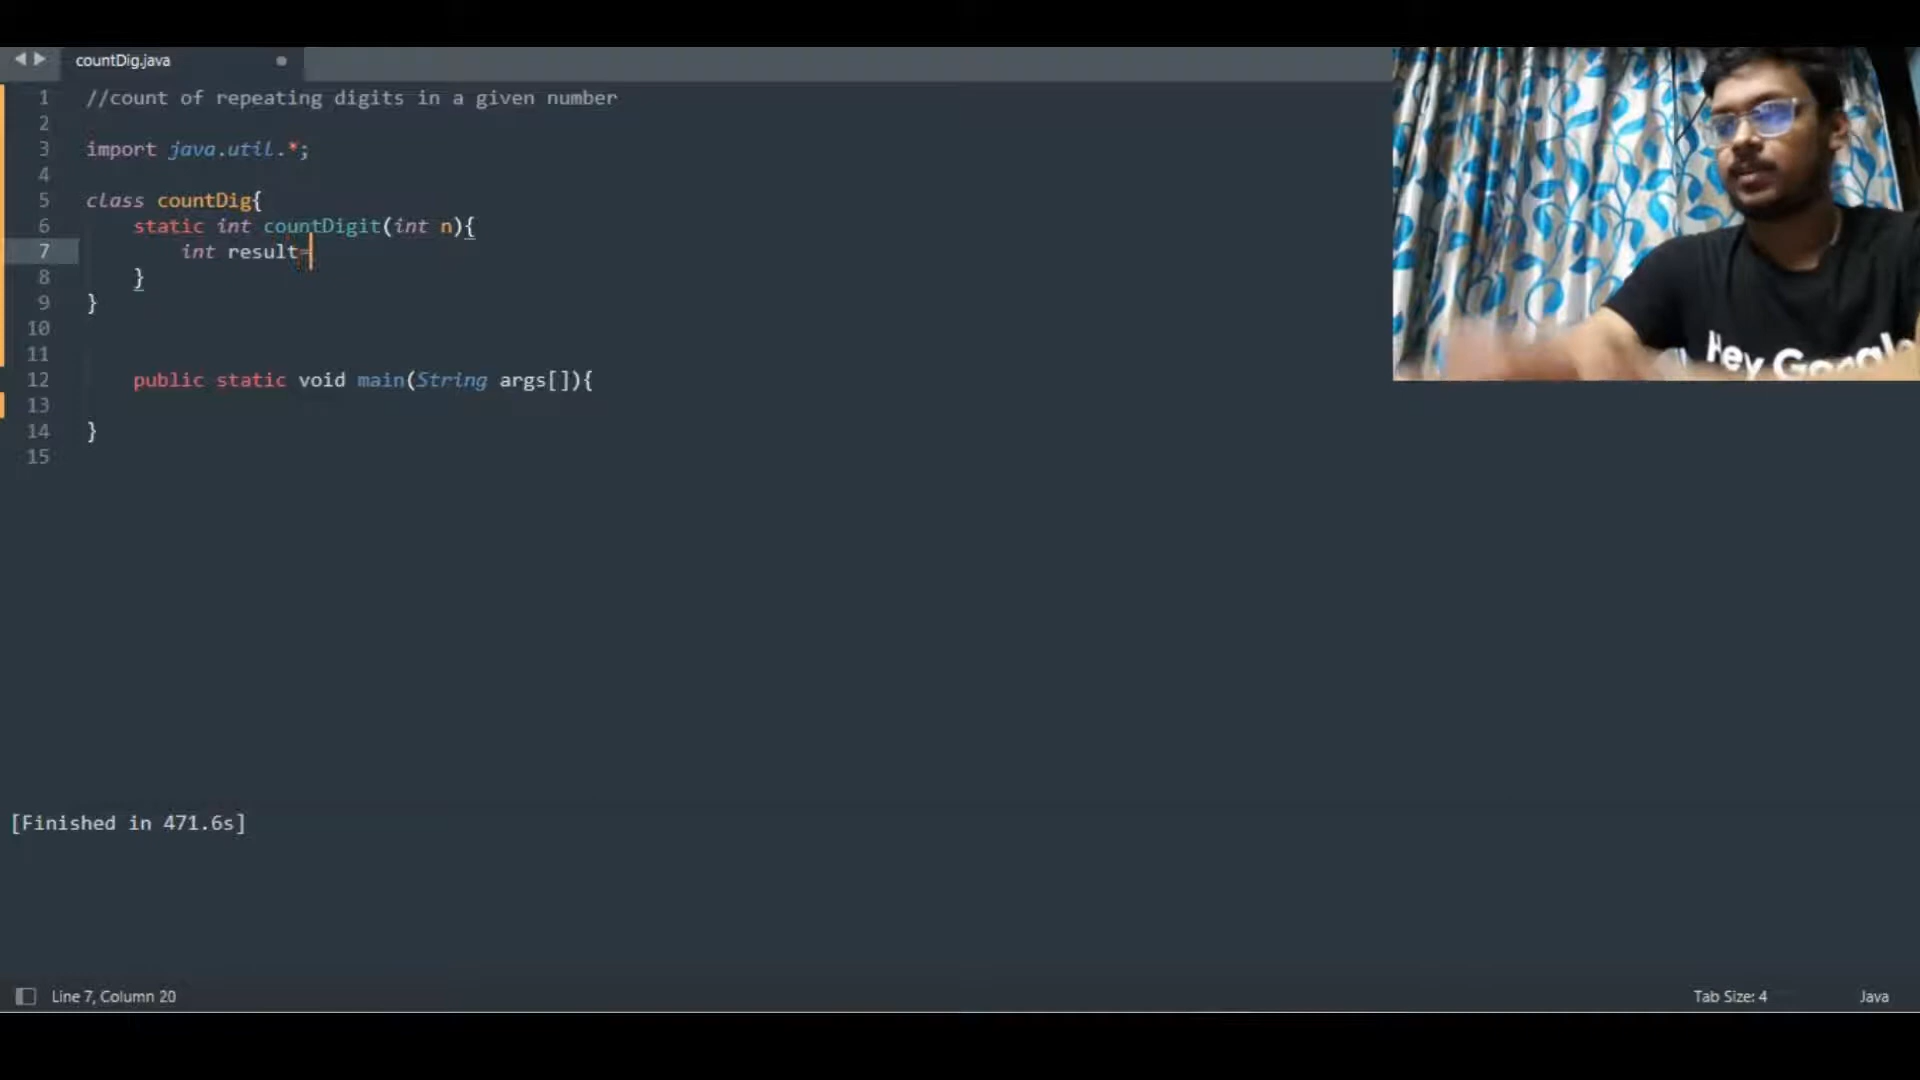 countDig.java
1 //count of repeating digits in a given number
2
3 import java.util.*;
4
5 class countDig{
6 static int countDigit(int n){
7 int result=
8 }
9 }
10
11
12 public static void main(String args[]){
13
14 }
15
Hey Google
[Finished in 471.6s]
Line 7, Column 20
Tab Size: 4
Java